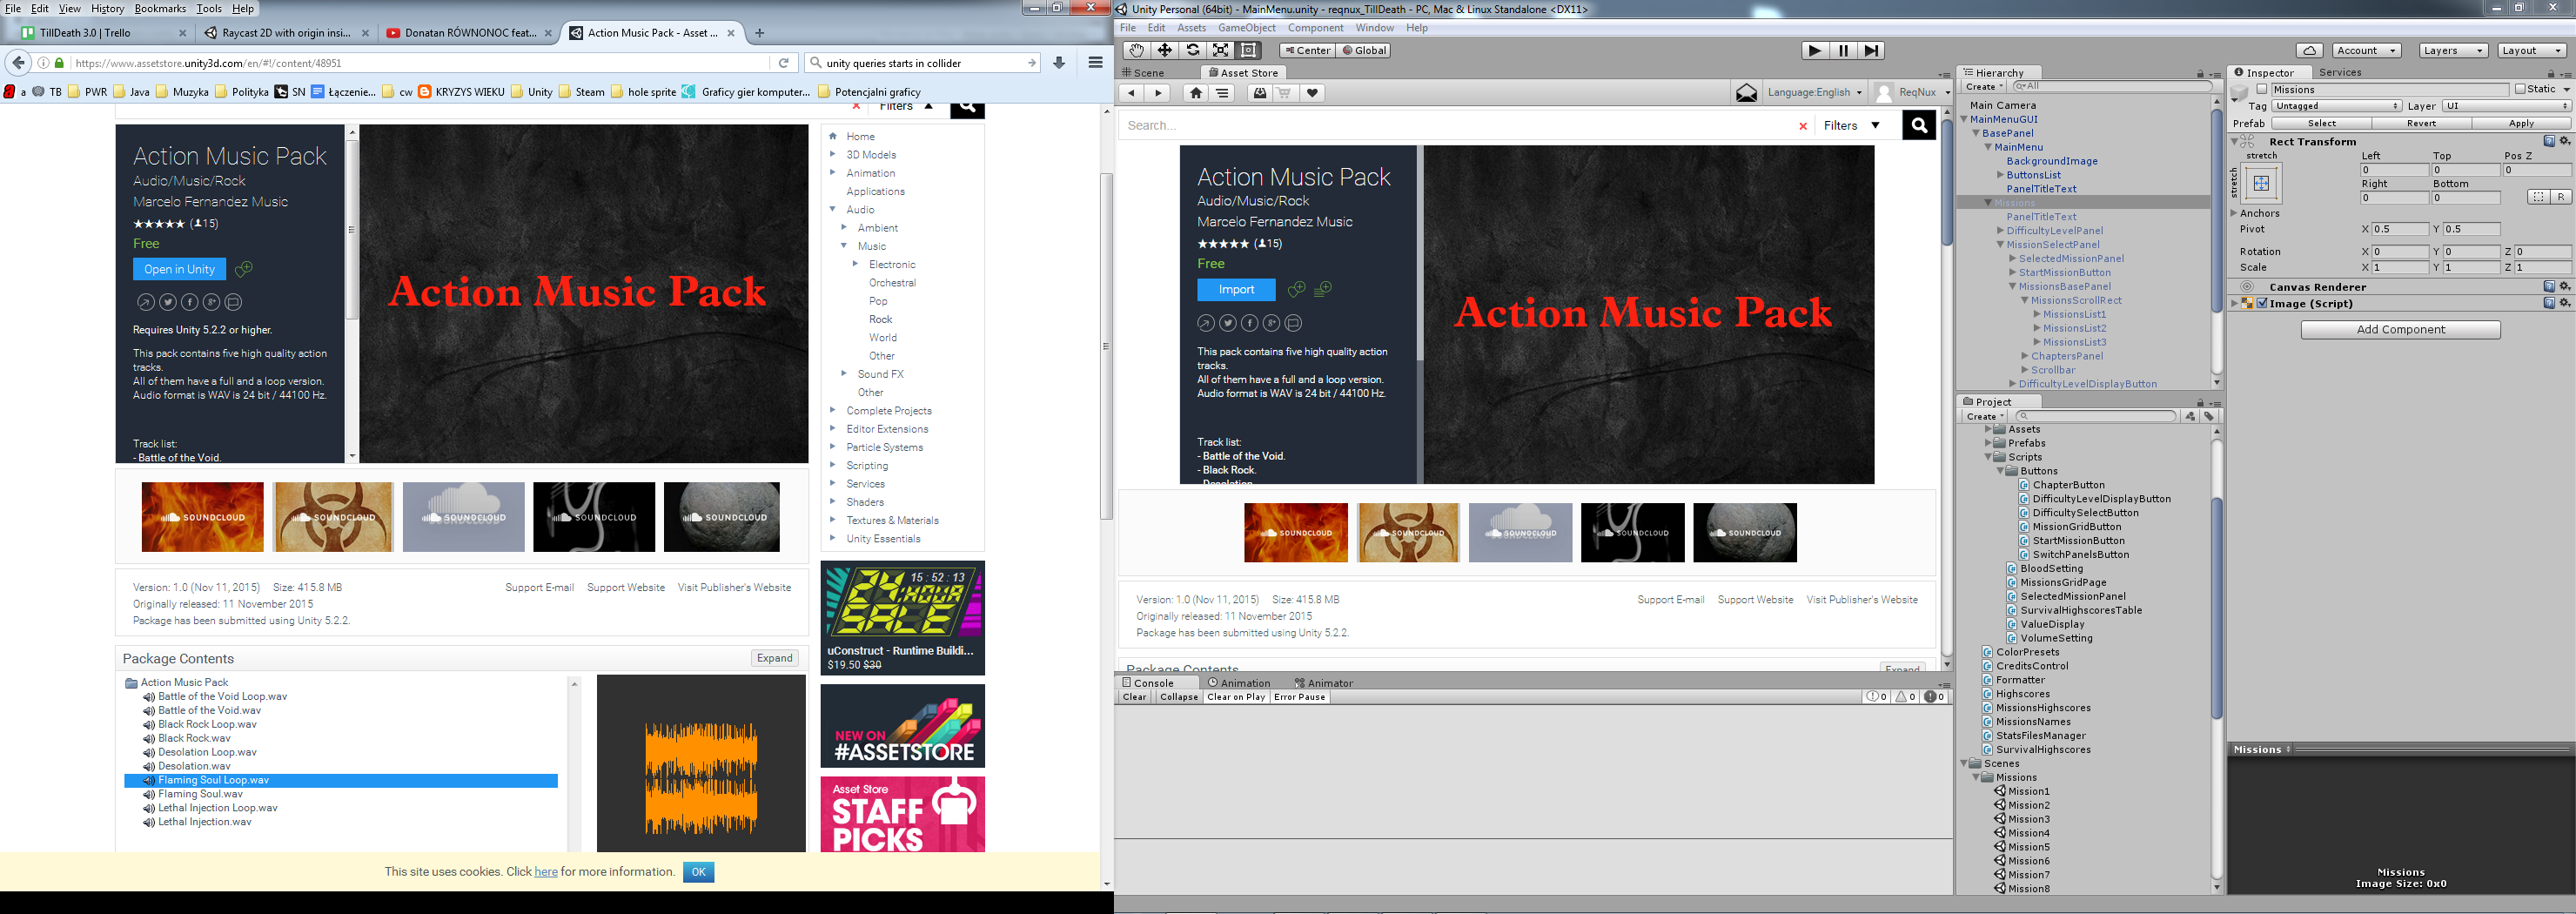 File Edit View History Bookmarks Tools Help
TillDeath 3.0 | Trello
Raycast 2D with origin insi...
Donatan RÓWNONOC feat...
Action Music Pack - Asset ...
https://www.assetstore.unity3d.com/en/#!/content/48951
unity queries starts in collider
a TB PWR Java Muzyka Polityka SN Łączenie... cw KRYZYS WIEKU Unity Steam hole sprite Graficy gier komputer... Potencjalni graficy
Filters
Action Music Pack
Audio/Music/Rock
Marcelo Fernandez Music
(15)
Free
Open in Unity
Requires Unity 5.2.2 or higher.
This pack contains five high quality action
tracks.
All of them have a full and a loop version.
Audio format is WAV is 24 bit / 44100 Hz.
Track list:
- Battle of the Void.
Action Music Pack
SOUNDCLOUD
SOUNDCLOUD
SOUNDCLOUD
SOUNDCLOUD
SOUNDCLOUD
Version: 1.0 (Nov 11, 2015) Size: 415.8 MB
Originally released: 11 November 2015
Package has been submitted using Unity 5.2.2.
Support E-mail Support Website Visit Publisher's Website
Package Contents
Expand
Action Music Pack
Battle of the Void Loop.wav
Battle of the Void.wav
Black Rock Loop.wav
Black Rock.wav
Desolation Loop.wav
Desolation.wav
Flaming Soul Loop.wav
Flaming Soul.wav
Lethal Injection Loop.wav
Lethal Injection.wav
Home
3D Models
Animation
Applications
Audio
Ambient
Music
Electronic
Orchestral
Pop
Rock
World
Other
Sound FX
Other
Complete Projects
Editor Extensions
Particle Systems
Scripting
Services
Shaders
Textures & Materials
Unity Essentials
15 : 52 : 13
24 HOUR
SALE
uConstruct - Runtime Buildi...
$19.50 $30
NEW ON
#ASSETSTORE
Asset Store
STAFF
PICKS
This site uses cookies. Click here for more information. OK
Unity Personal (64bit) - MainMenu.unity - reqnux_TillDeath - PC, Mac & Linux Standalone <DX11>
File Edit Assets GameObject Component Window Help
Center Global
Account
Layers
Layout
Scene
Asset Store
Language:English
ReqNux
Search...
Filters
Action Music Pack
Audio/Music/Rock
Marcelo Fernandez Music
(15)
Free
Import
This pack contains five high quality action
tracks.
All of them have a full and a loop version.
Audio format is WAV is 24 bit / 44100 Hz.
Track list:
- Battle of the Void.
- Black Rock.
- Desolation.
Action Music Pack
SOUNDCLOUD
SOUNDCLOUD
SOUNDCLOUD
SOUNDCLOUD
SOUNDCLOUD
Version: 1.0 (Nov 11, 2015) Size: 415.8 MB
Originally released: 11 November 2015
Package has been submitted using Unity 5.2.2.
Support E-mail Support Website Visit Publisher's Website
Package Contents
Expand
Console Animation Animator
Clear Collapse Clear on Play Error Pause
0 0 0
Hierarchy
Create All
Main Camera
MainMenuGUI
BasePanel
MainMenu
BackgroundImage
ButtonsList
PanelTitleText
Missions
PanelTitleText
DifficultyLevelPanel
MissionSelectPanel
SelectedMissionPanel
StartMissionButton
MissionsBasePanel
MissionsScrollRect
MissionsList1
MissionsList2
MissionsList3
ChaptersPanel
Scrollbar
DifficultyLevelDisplayButton
Project
Create
Assets
Prefabs
Scripts
Buttons
ChapterButton
DifficultyLevelDisplayButton
DifficultySelectButton
MissionGridButton
StartMissionButton
SwitchPanelsButton
BloodSetting
MissionsGridPage
SelectedMissionPanel
SurvivalHighscoresTable
ValueDisplay
VolumeSetting
ColorPresets
CreditsControl
Formatter
Highscores
MissionsHighscores
MissionsNames
StatsFilesManager
SurvivalHighscores
Scenes
Missions
Mission1
Mission2
Mission3
Mission4
Mission5
Mission6
Mission7
Mission8
Inspector Services
Missions Static
Tag Untagged Layer UI
Prefab Select Revert Apply
Rect Transform
stretch
stretch
Left Top Pos Z
0 0 0
Right Bottom
0 0 R
Anchors
Pivot X 0.5 Y 0.5
Rotation X 0 Y 0 Z 0
Scale X 1 Y 1 Z 1
Canvas Renderer
Image (Script)
Add Component
Missions
Missions
Image Size: 0x0